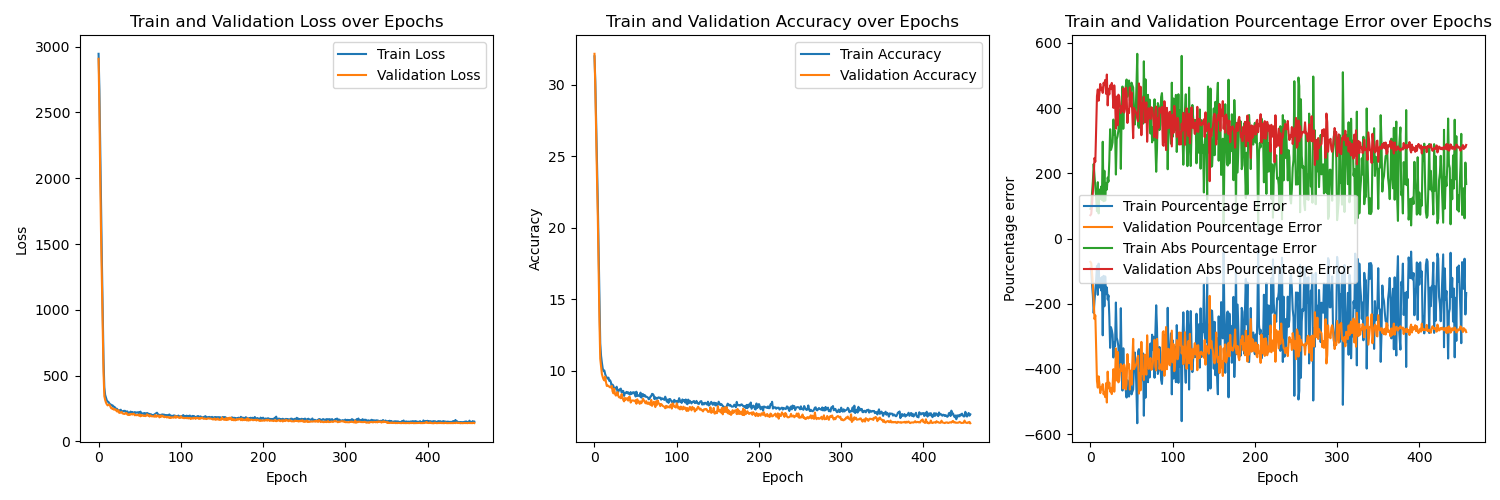 Train and Validation Loss over Epochs
3000
2500
2000
1500
1000
500
0
Loss
0
100
200
300
400
Epoch
Train Loss
Validation Loss
Train and Validation Accuracy over Epochs
30
25
20
15
10
Accuracy
0
100
200
300
400
Epoch
Train Accuracy
Validation Accuracy
Train and Validation Pourcentage Error over Epochs
600
400
200
0
−200
−400
−600
Pourcentage error
0
100
200
300
400
Epoch
Train Pourcentage Error
Validation Pourcentage Error
Train Abs Pourcentage Error
Validation Abs Pourcentage Error